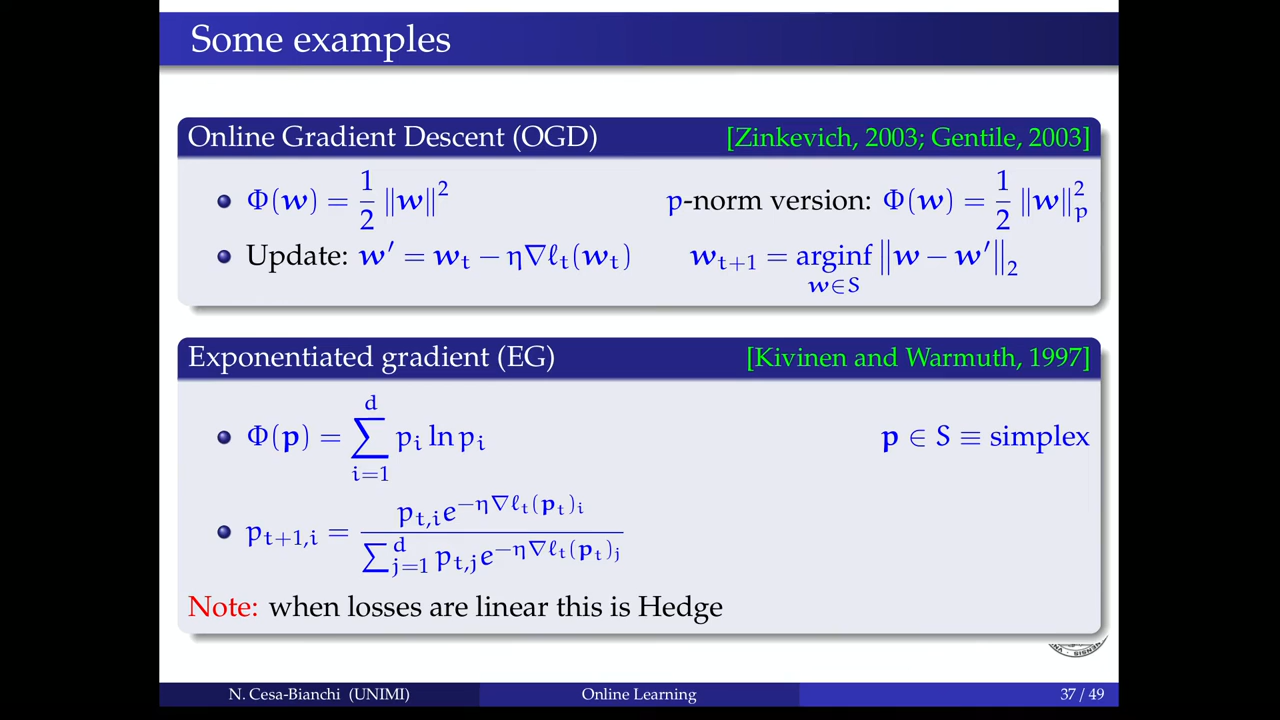 Some examples
Online Gradient Descent (OGD) [Zinkevich, 2003; Gentile, 2003]
Φ(w) = 1/2 ‖w‖² p-norm version: Φ(w) = 1/2 ‖w‖²_p
Update: w′ = w_t − η∇ℓ_t(w_t) w_{t+1} = arginf_{w∈S} ‖w − w′‖_2
Exponentiated gradient (EG) [Kivinen and Warmuth, 1997]
Φ(p) = ∑_{i=1}^{d} p_i ln p_i p ∈ S ≡ simplex
p_{t+1,i} = p_{t,i} e^{−η∇ℓ_t(p_t)_i} / ∑_{j=1}^{d} p_{t,j} e^{−η∇ℓ_t(p_t)_j}
Note: when losses are linear this is Hedge
N. Cesa-Bianchi (UNIMI) Online Learning 37 / 49